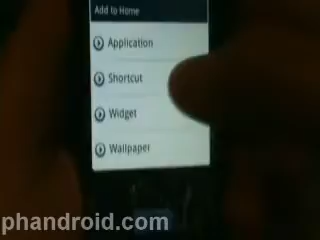 Add to Home
Application
Shortcut
Widget
Wallpaper
phandroid.com